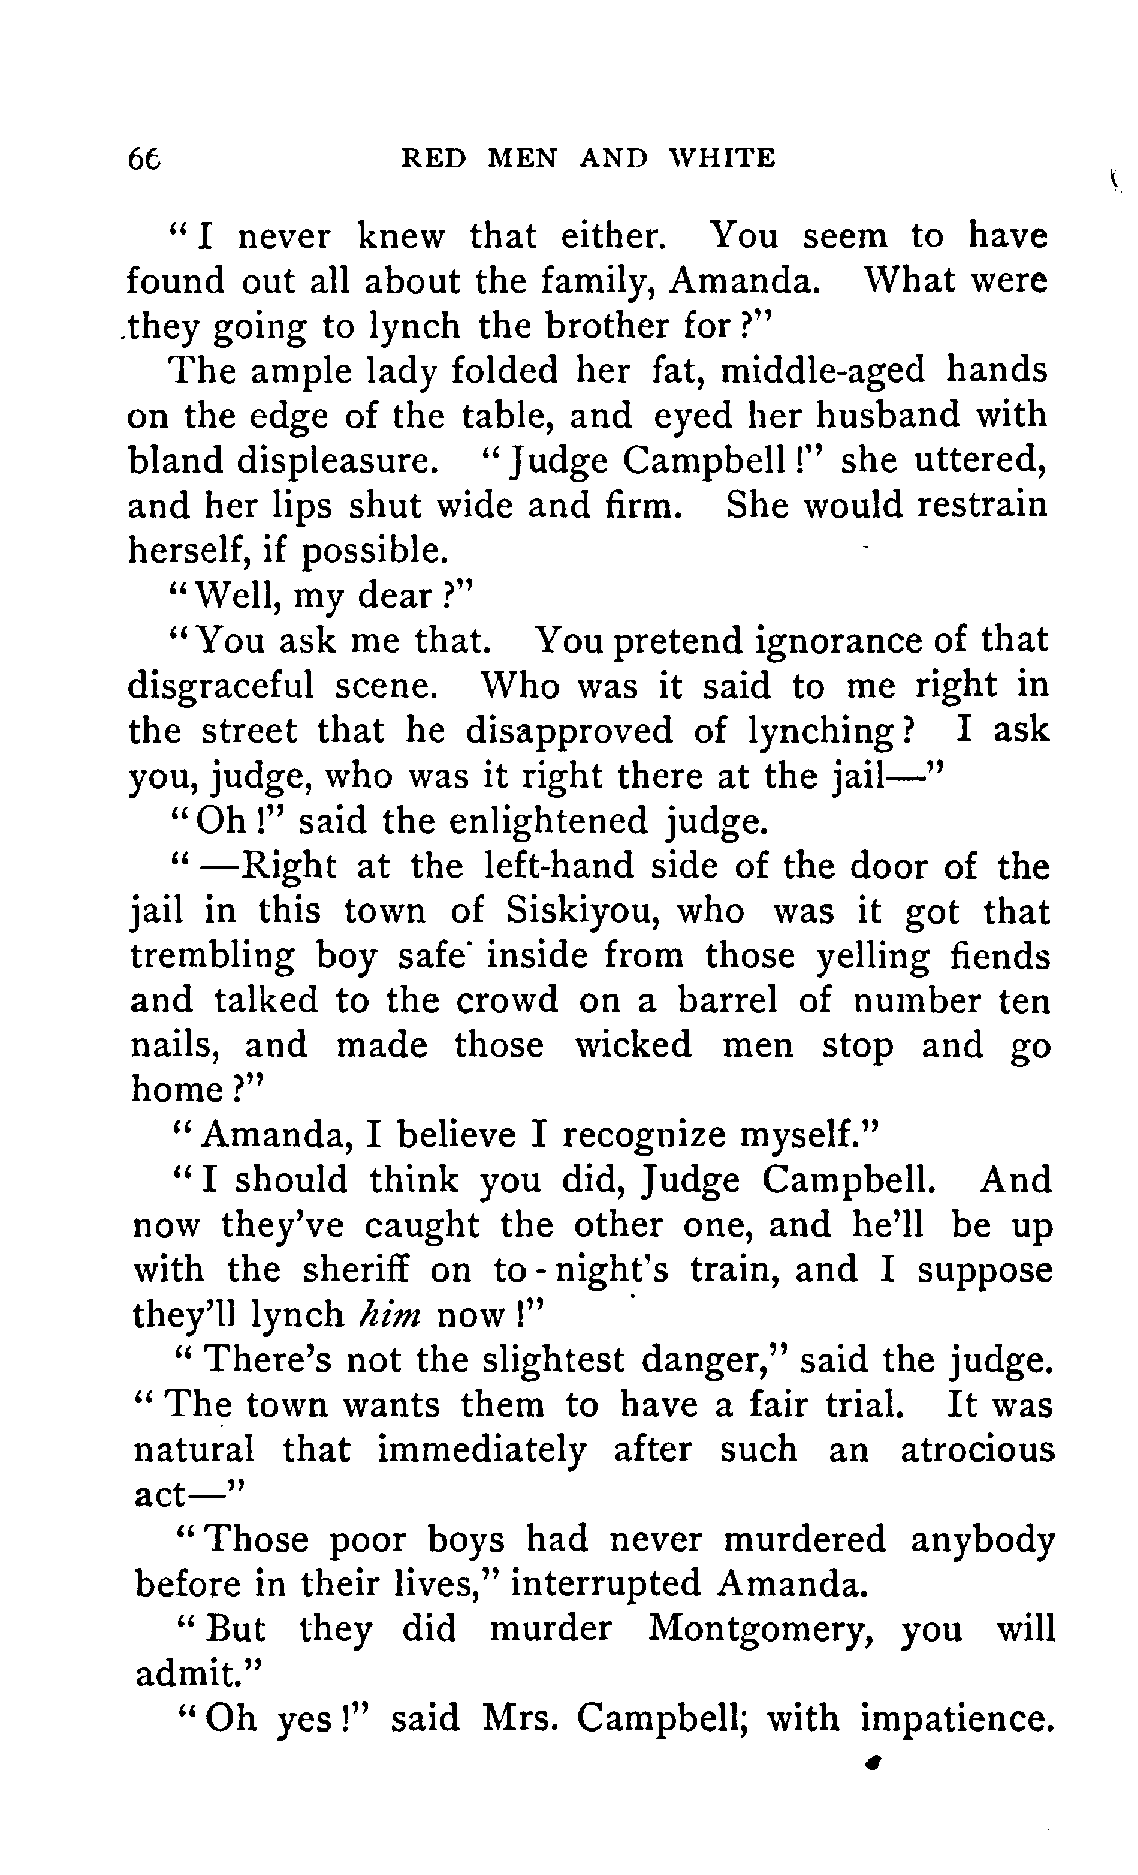 66 RED MEN AND WHITE
"I never knew that either. You seem to have
found out all about the family, Amanda. What were
they going to lynch the brother for?"
The ample lady folded her fat, middle-aged hands
on the edge of the table, and eyed her husband with
bland displeasure. "Judge Campbell!" she uttered,
and her lips shut wide and firm. She would restrain
herself, if possible.
"Well, my dear?"
"You ask me that. You pretend ignorance of that
disgraceful scene. Who was it said to me right in
the street that he disapproved of lynching? I ask
you, judge, who was it right there at the jail—"
"Oh!" said the enlightened judge.
"—Right at the left-hand side of the door of the
jail in this town of Siskiyou, who was it got that
trembling boy safe inside from those yelling fiends
and talked to the crowd on a barrel of number ten
nails, and made those wicked men stop and go
home?"
"Amanda, I believe I recognize myself."
"I should think you did, Judge Campbell. And
now they've caught the other one, and he'll be up
with the sheriff on to-night's train, and I suppose
they'll lynch him now!"
"There's not the slightest danger," said the judge.
"The town wants them to have a fair trial. It was
natural that immediately after such an atrocious
act—"
"Those poor boys had never murdered anybody
before in their lives," interrupted Amanda.
"But they did murder Montgomery, you will
admit."
"Oh yes!" said Mrs. Campbell; with impatience.